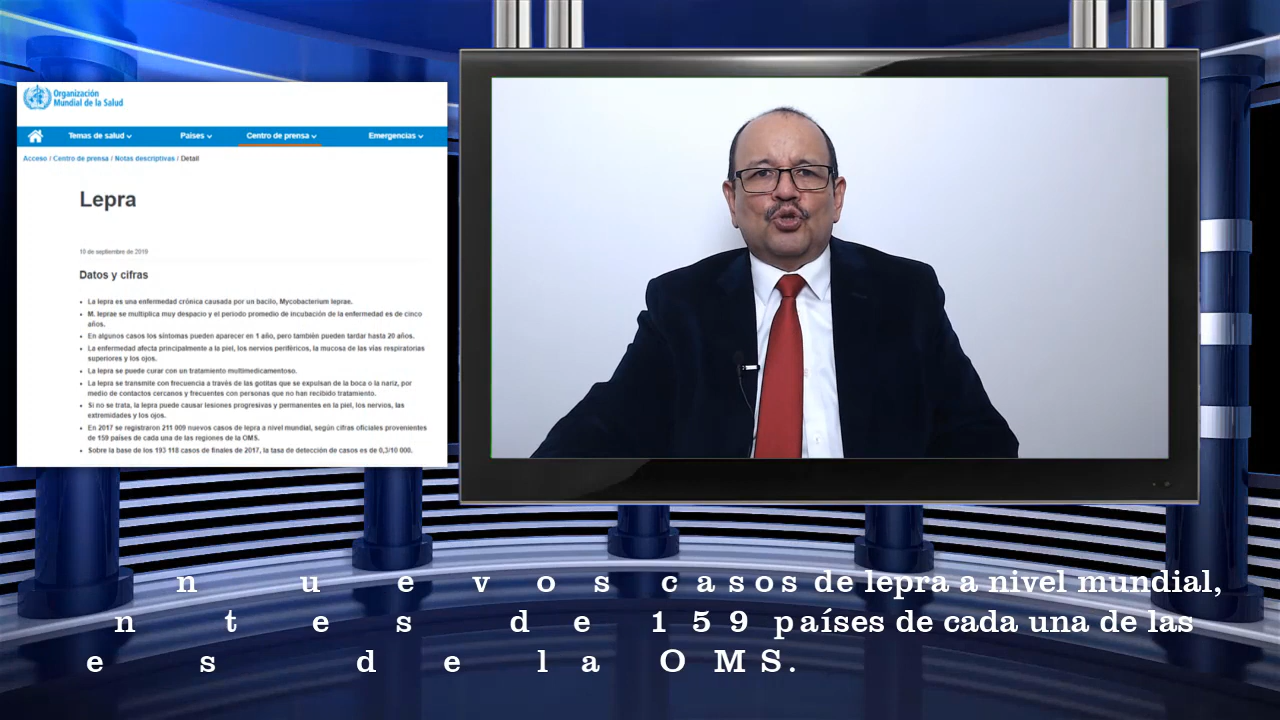 Organización
Mundial de la Salud
Temas de salud Países Centro de prensa Emergencias
Acceso / Centro de prensa / Notas descriptivas / Detail
Lepra
10 de septiembre de 2019
Datos y cifras
La lepra es una enfermedad crónica causada por un bacilo, Mycobacterium leprae.
M. leprae se multiplica muy despacio y el período promedio de incubación de la enfermedad es de cinco
años.
En algunos casos los síntomas pueden aparecer en 1 año, pero también pueden tardar hasta 20 años.
La enfermedad afecta principalmente a la piel, los nervios periféricos, la mucosa de las vías respiratorias
superiores y los ojos.
La lepra se puede curar con un tratamiento multimedicamentoso.
La lepra se transmite con frecuencia a través de las gotitas que se expulsan de la boca o la nariz, por
medio de contactos cercanos y frecuentes con personas que no han recibido tratamiento.
Si no se trata, la lepra puede causar lesiones progresivas y permanentes en la piel, los nervios, las
extremidades y los ojos.
En 2017 se registraron 211 009 nuevos casos de lepra a nivel mundial, según cifras oficiales provenientes
de 159 países de cada una de las regiones de la OMS.
Sobre la base de los 193 118 casos de finales de 2017, la tasa de detección de casos es de 0,3/10 000.
nuevos casos de lepra a nivel mundial,
ntes de 159 países de cada una de las
es de la OMS.